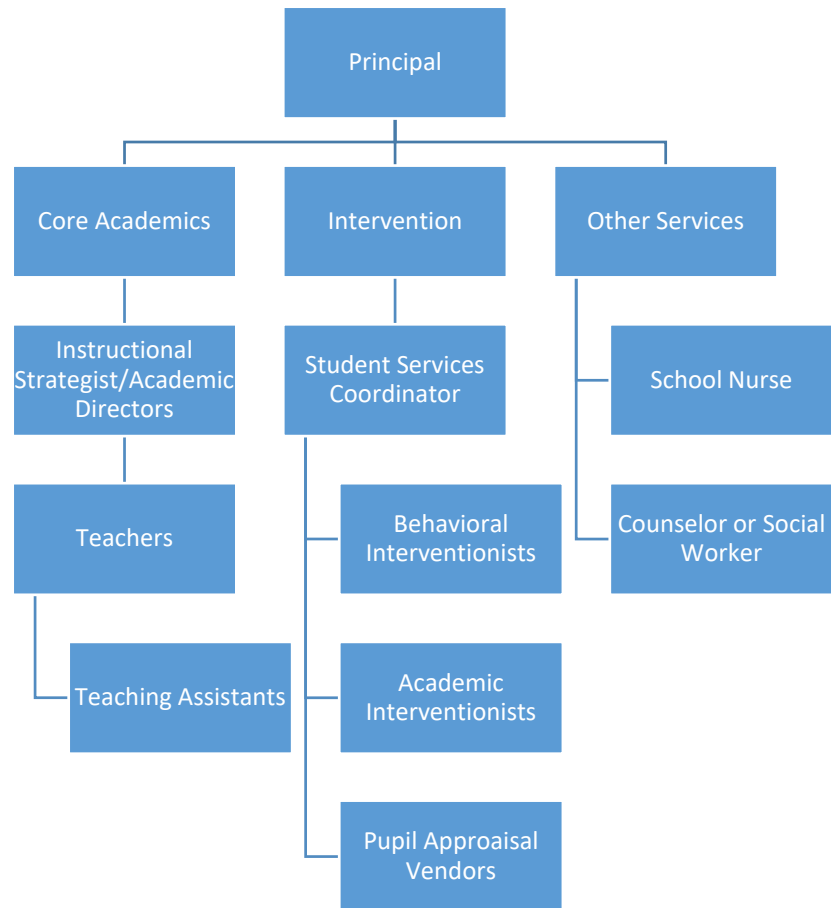 Principal
Core Academics
Intervention
Other Services
Instructional
Strategist/Academic
Directors
Student Services
Coordinator
School Nurse
Teachers
Behavioral
Interventionists
Counselor or Social
Worker
Teaching Assistants
Academic
Interventionists
Pupil Approaisal
Vendors